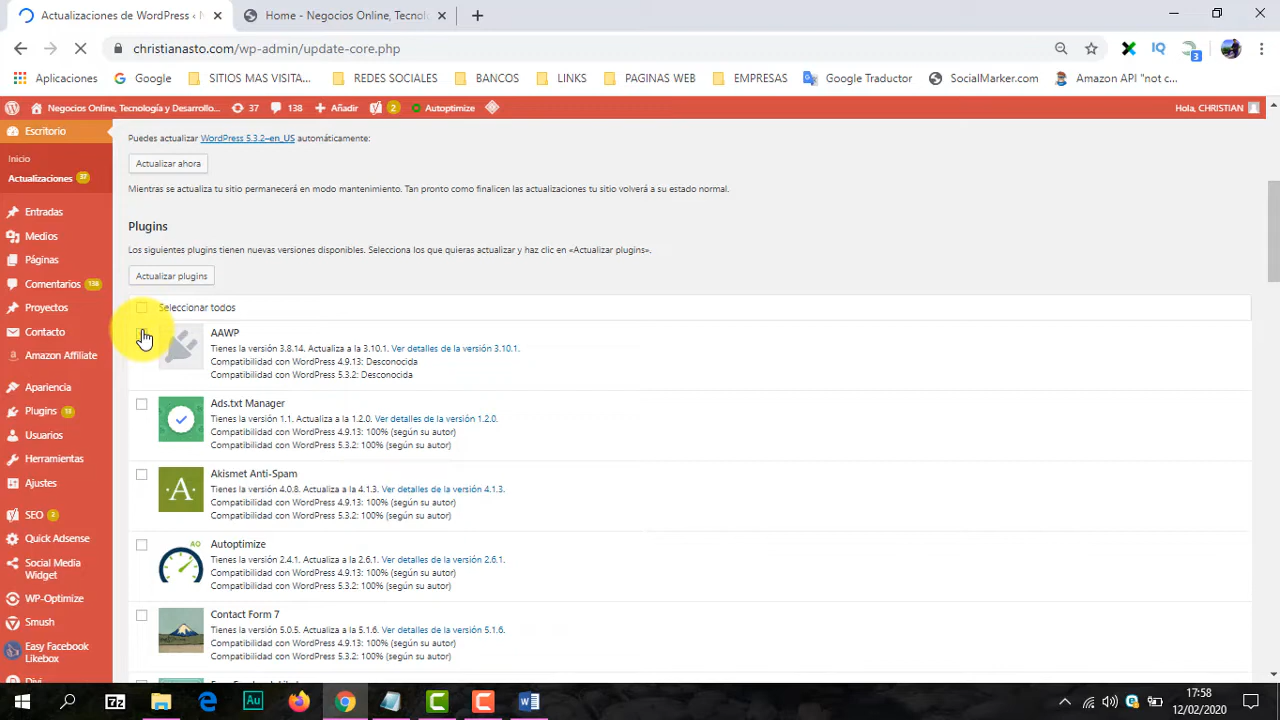 Actualizaciones de WordPress ‹ N
Home - Negocios Online, Tecnolo
christianasto.com/wp-admin/update-core.php
IQ
3
Aplicaciones
Google
SITIOS MAS VISITA...
REDES SOCIALES
BANCOS
LINKS
PAGINAS WEB
EMPRESAS
Google Traductor
SocialMarker.com
Amazon API "not c...
Negocios Online, Tecnología y Desarrollo...
37
138
Añadir
2
Autoptimize
Hola, CHRISTIAN
Escritorio
Inicio
Actualizaciones 37
Entradas
Medios
Páginas
Comentarios 138
Proyectos
Contacto
Amazon Affiliate
Apariencia
Plugins
Usuarios
Herramientas
Ajustes
SEO 2
Quick Adsense
Social Media
Widget
WP-Optimize
Smush
Easy Facebook
Likebox
Divi
Puedes actualizar WordPress 5.3.2–en_US automáticamente:
Actualizar ahora
Mientras se actualiza tu sitio permanecerá en modo mantenimiento. Tan pronto como finalicen las actualizaciones tu sitio volverá a su estado normal.
Plugins
Los siguientes plugins tienen nuevas versiones disponibles. Selecciona los que quieras actualizar y haz clic en «Actualizar plugins».
Actualizar plugins
Seleccionar todos
AAWP
Tienes la versión 3.8.14. Actualiza a la 3.10.1. Ver detalles de la versión 3.10.1.
Compatibilidad con WordPress 4.9.13: Desconocida
Compatibilidad con WordPress 5.3.2: Desconocida
Ads.txt Manager
Tienes la versión 1.1. Actualiza a la 1.2.0. Ver detalles de la versión 1.2.0.
Compatibilidad con WordPress 4.9.13: 100% (según su autor)
Compatibilidad con WordPress 5.3.2: 100% (según su autor)
A
Akismet Anti-Spam
Tienes la versión 4.0.8. Actualiza a la 4.1.3. Ver detalles de la versión 4.1.3.
Compatibilidad con WordPress 4.9.13: 100% (según su autor)
Compatibilidad con WordPress 5.3.2: 100% (según su autor)
AO
Autoptimize
Tienes la versión 2.4.1. Actualiza a la 2.6.1. Ver detalles de la versión 2.6.1.
Compatibilidad con WordPress 4.9.13: 100% (según su autor)
Compatibilidad con WordPress 5.3.2: 100% (según su autor)
Contact Form 7
Tienes la versión 5.0.5. Actualiza a la 5.1.6. Ver detalles de la versión 5.1.6.
Compatibilidad con WordPress 4.9.13: 100% (según su autor)
Compatibilidad con WordPress 5.3.2: 100% (según su autor)
7z
Au
17:58
12/02/2020